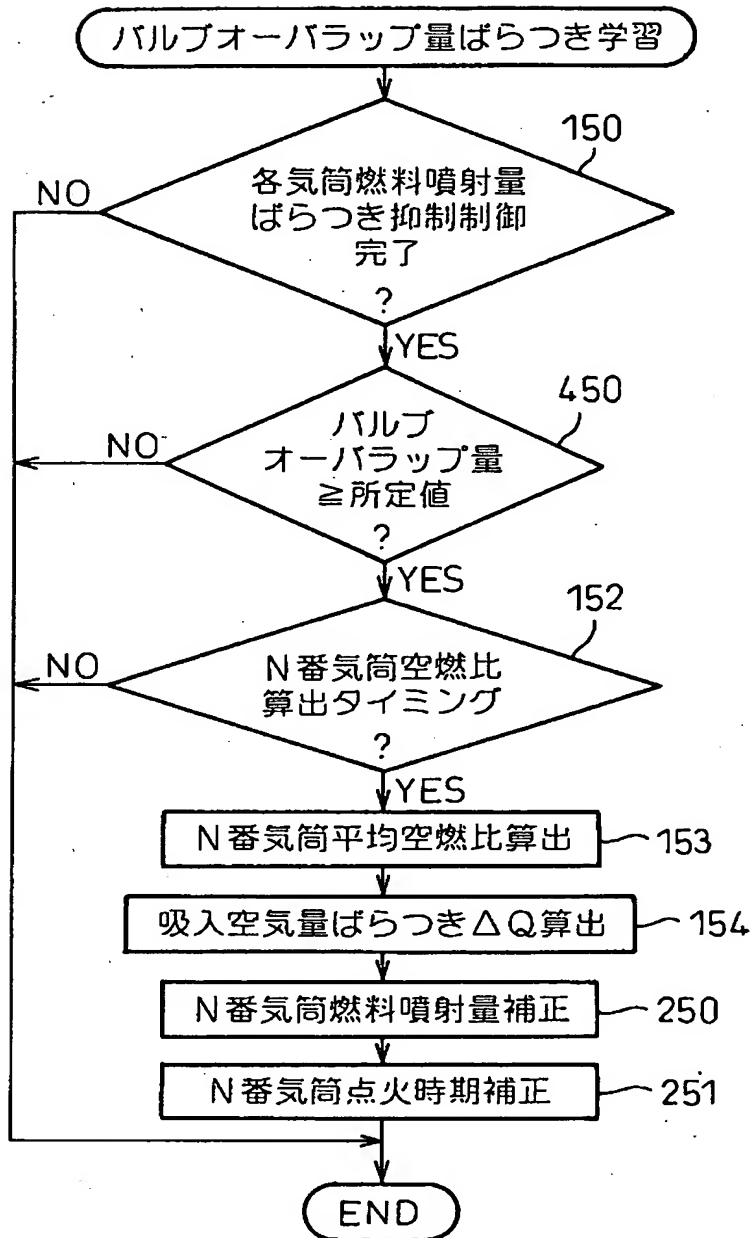 バルブオーバラップ量ばらつき学習
150
各気筒燃料噴射量
ばらつき抑制制御
完了
?
NO
YES
450
バルブ
オーバラップ量
≧所定値
?
NO
YES
152
N番気筒空燃比
算出タイミング
?
NO
YES
N番気筒平均空燃比算出
153
吸入空気量ばらつき△Q算出
154
N番気筒燃料噴射量補正
250
N番気筒点火時期補正
251
END